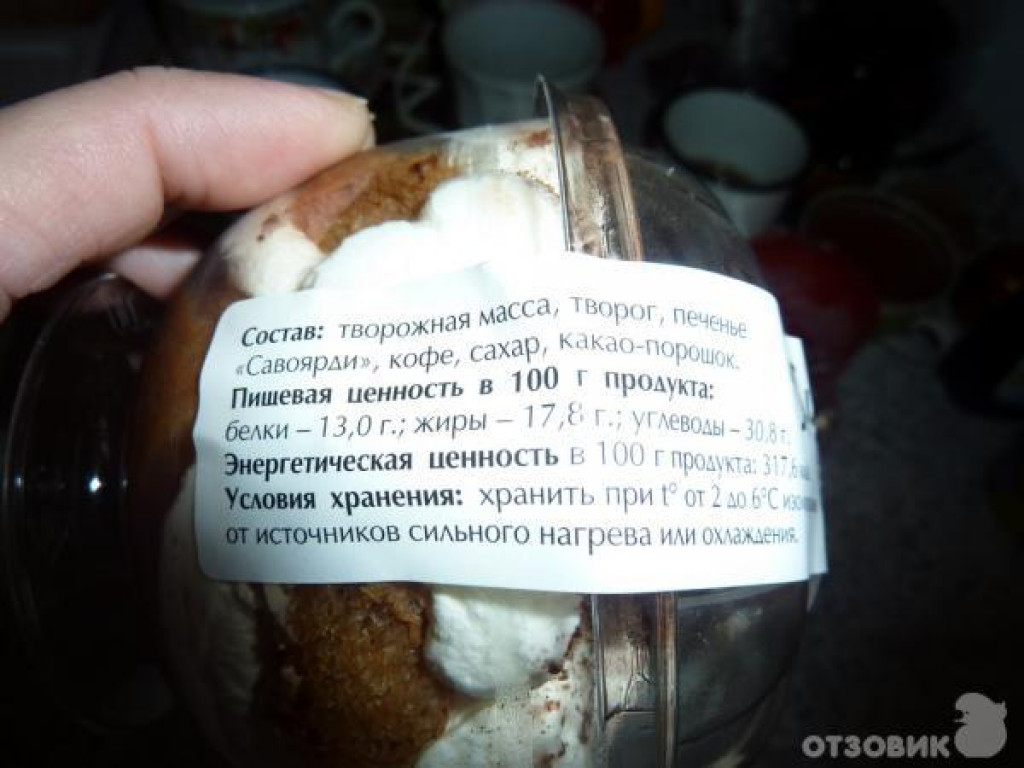 Состав: творожная масса, творог, печенье
«Савоярди», кофе, сахар, какао-порошок.
Пищевая ценность в 100 г продукта:
белки – 13,0 г.; жиры – 17,8 г.; углеводы – 30,8 г.
Энергетическая ценность в 100 г продукта: 317,6
Условия хранения: хранить при t° от 2 до 6°C
от источников сильного нагрева или охлаждения.
ОТЗОВИК